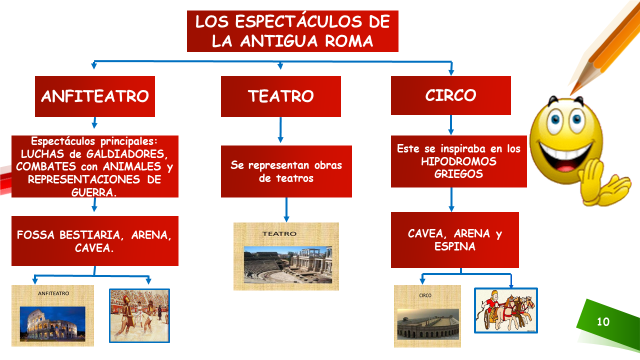 LOS ESPECTÁCULOS DE
LA ANTIGUA ROMA
ANFITEATRO
TEATRO
CIRCO
Espectáculos principales:
LUCHAS de GALDIADORES,
COMBATES con ANIMALES y
REPRESENTACIONES DE
GUERRA.
Se representan obras
de teatros
Este se inspiraba en los
HIPODROMOS
GRIEGOS
FOSSA BESTIARIA, ARENA,
CAVEA.
TEATRO
CAVEA, ARENA y
ESPINA
ANFITEATRO
CIRCO
10